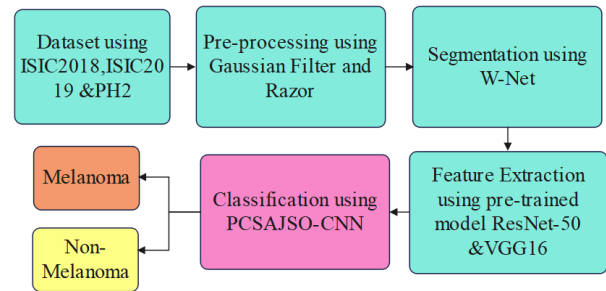 Dataset using
ISIC2018,ISIC20
19 &PH2
Pre-processing using
Gaussian Filter and
Razor
Segmentation using
W-Net
Feature Extraction
using pre-trained
model ResNet-50
&VGG16
Classification using
PCSAJSO-CNN
Melanoma
Non-
Melanoma